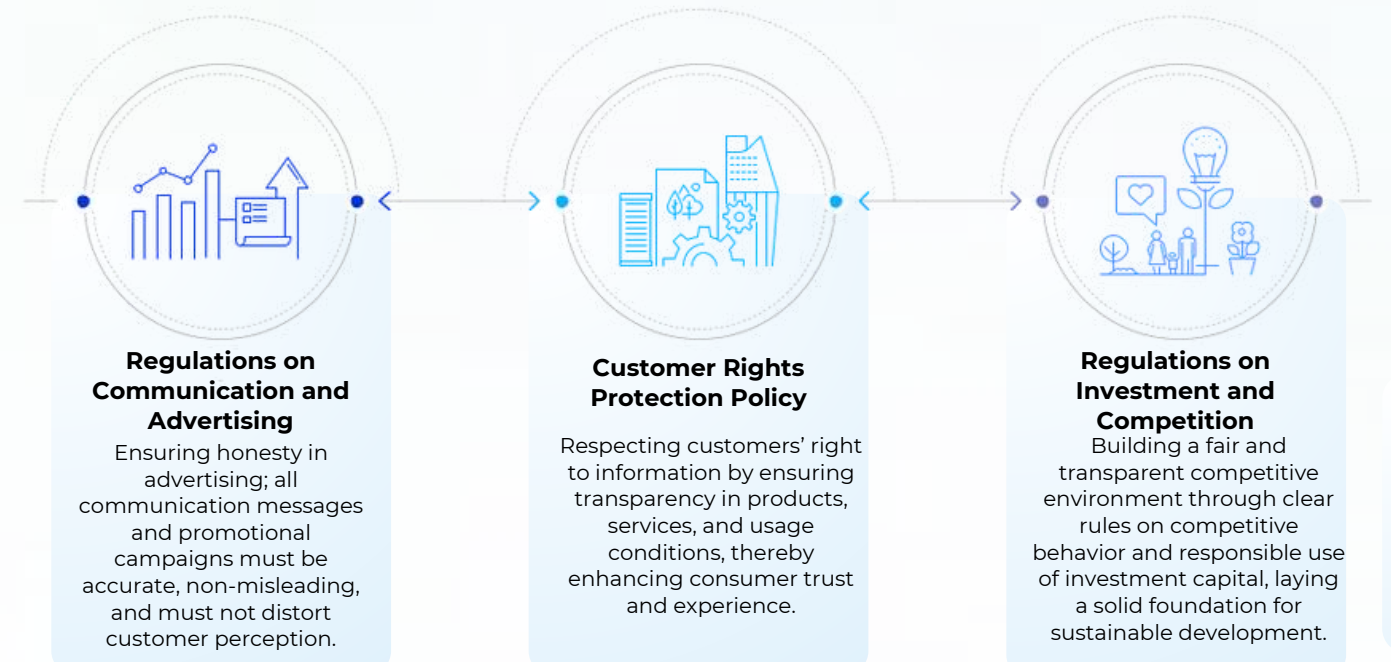 Regulations on
Communication and
Advertising
Ensuring honesty in
advertising; all
communication messages
and promotional
campaigns must be
accurate, non-misleading,
and must not distort
customer perception.
Customer Rights
Protection Policy
Respecting customers’ right
to information by ensuring
transparency in products,
services, and usage
conditions, thereby
enhancing consumer trust
and experience.
Regulations on
Investment and
Competition
Building a fair and
transparent competitive
environment through clear
rules on competitive
behavior and responsible use
of investment capital, laying
a solid foundation for
sustainable development.